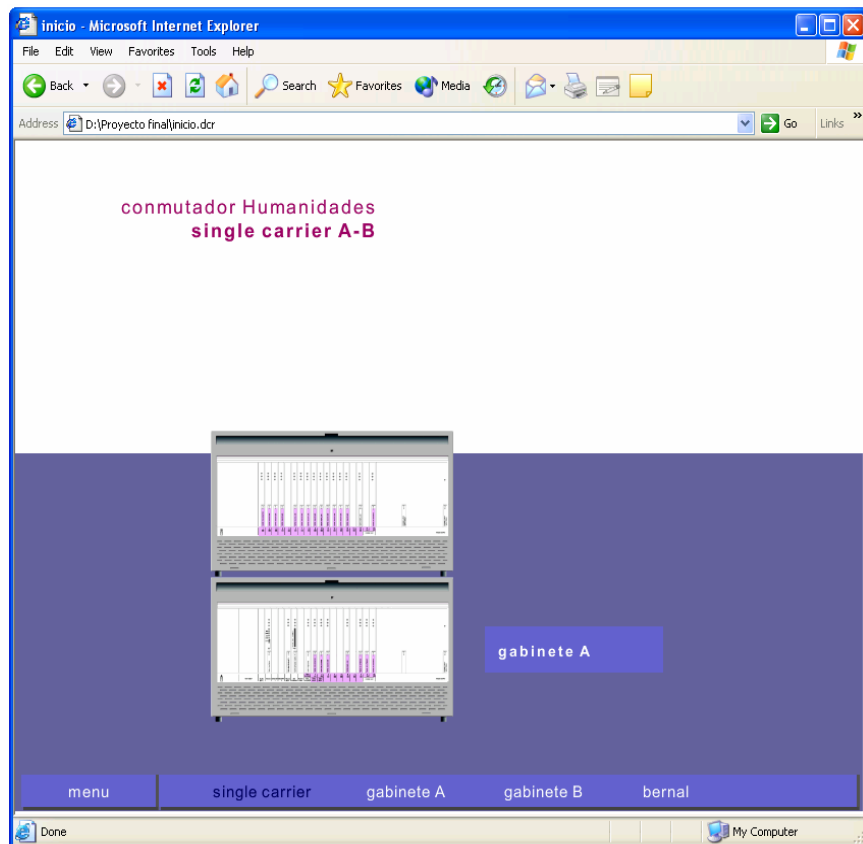 inicio - Microsoft Internet Explorer
File Edit View Favorites Tools Help
Back Search Favorites Media
Address D:\Proyecto final\inicio.dcr Go Links »
conmutador Humanidades
single carrier A-B
gabinete A
menu single carrier gabinete A gabinete B bernal
Done My Computer